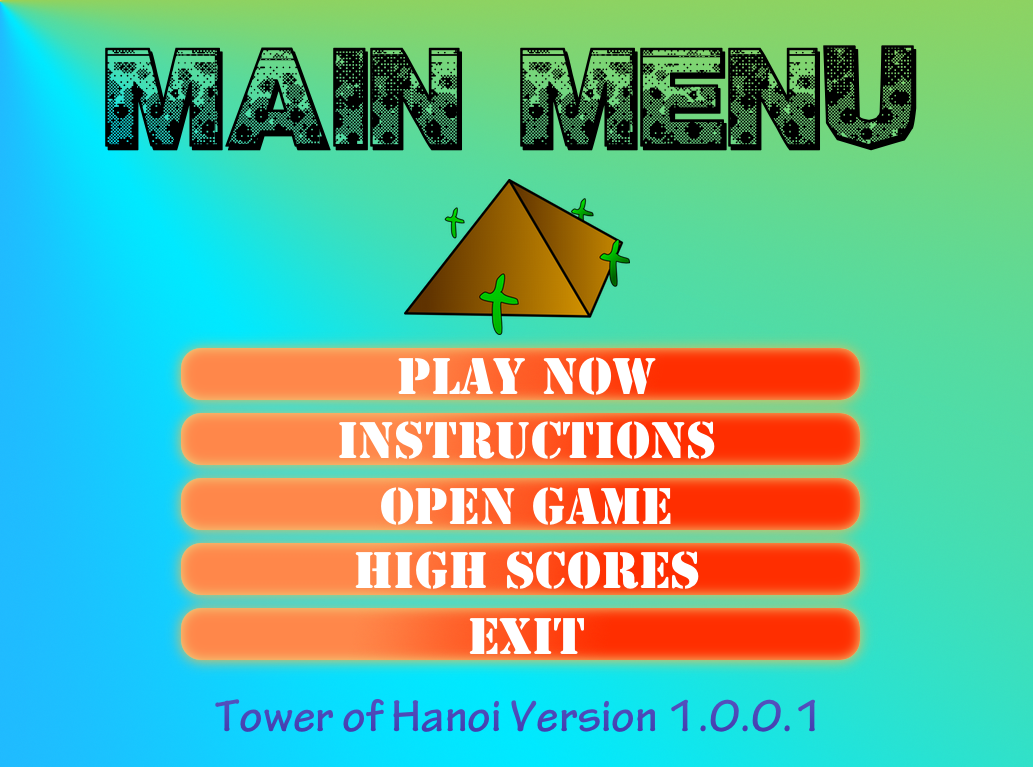 MAIN MENU
PLAY NOW
INSTRUCTIONS
OPEN GAME
HIGH SCORES
EXIT
Tower of Hanoi Version 1.0.0.1